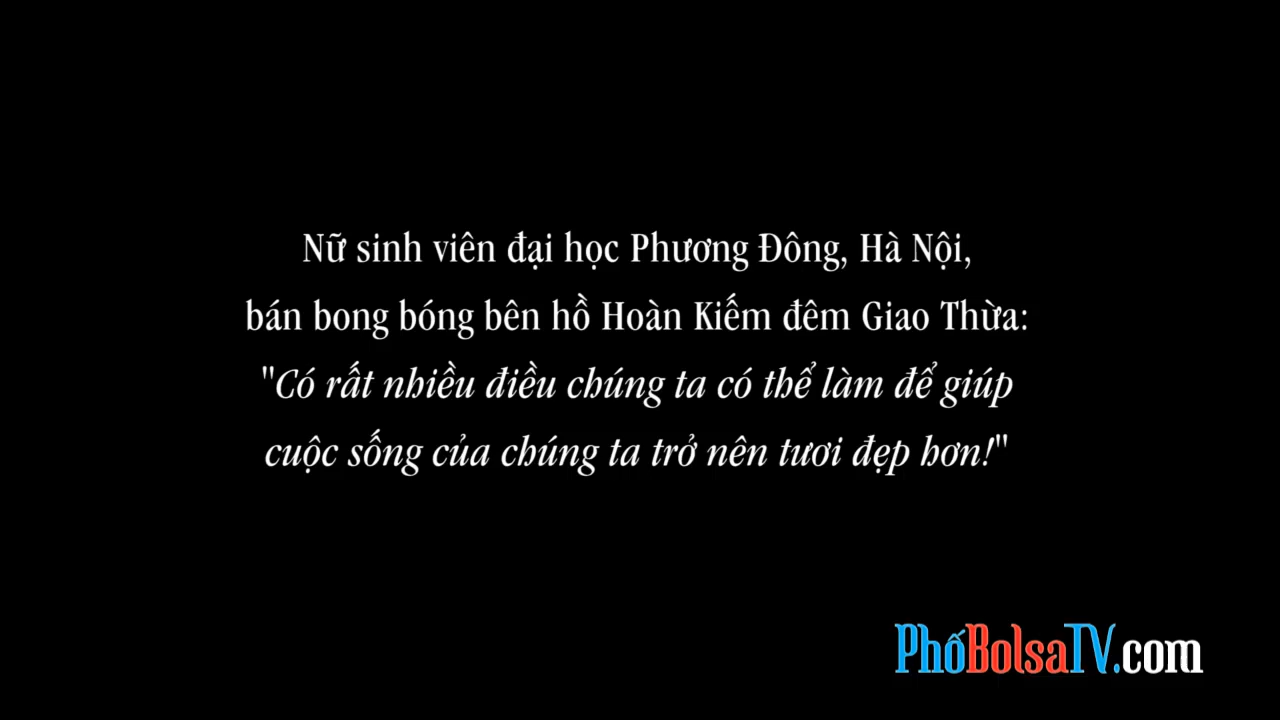 Nữ sinh viên đại học Phương Đông, Hà Nội,
bán bong bóng bên hồ Hoàn Kiếm đêm Giao Thừa:
"Có rất nhiều điều chúng ta có thể làm để giúp
cuộc sống của chúng ta trở nên tươi đẹp hơn!"
PhốBolsaTV.com